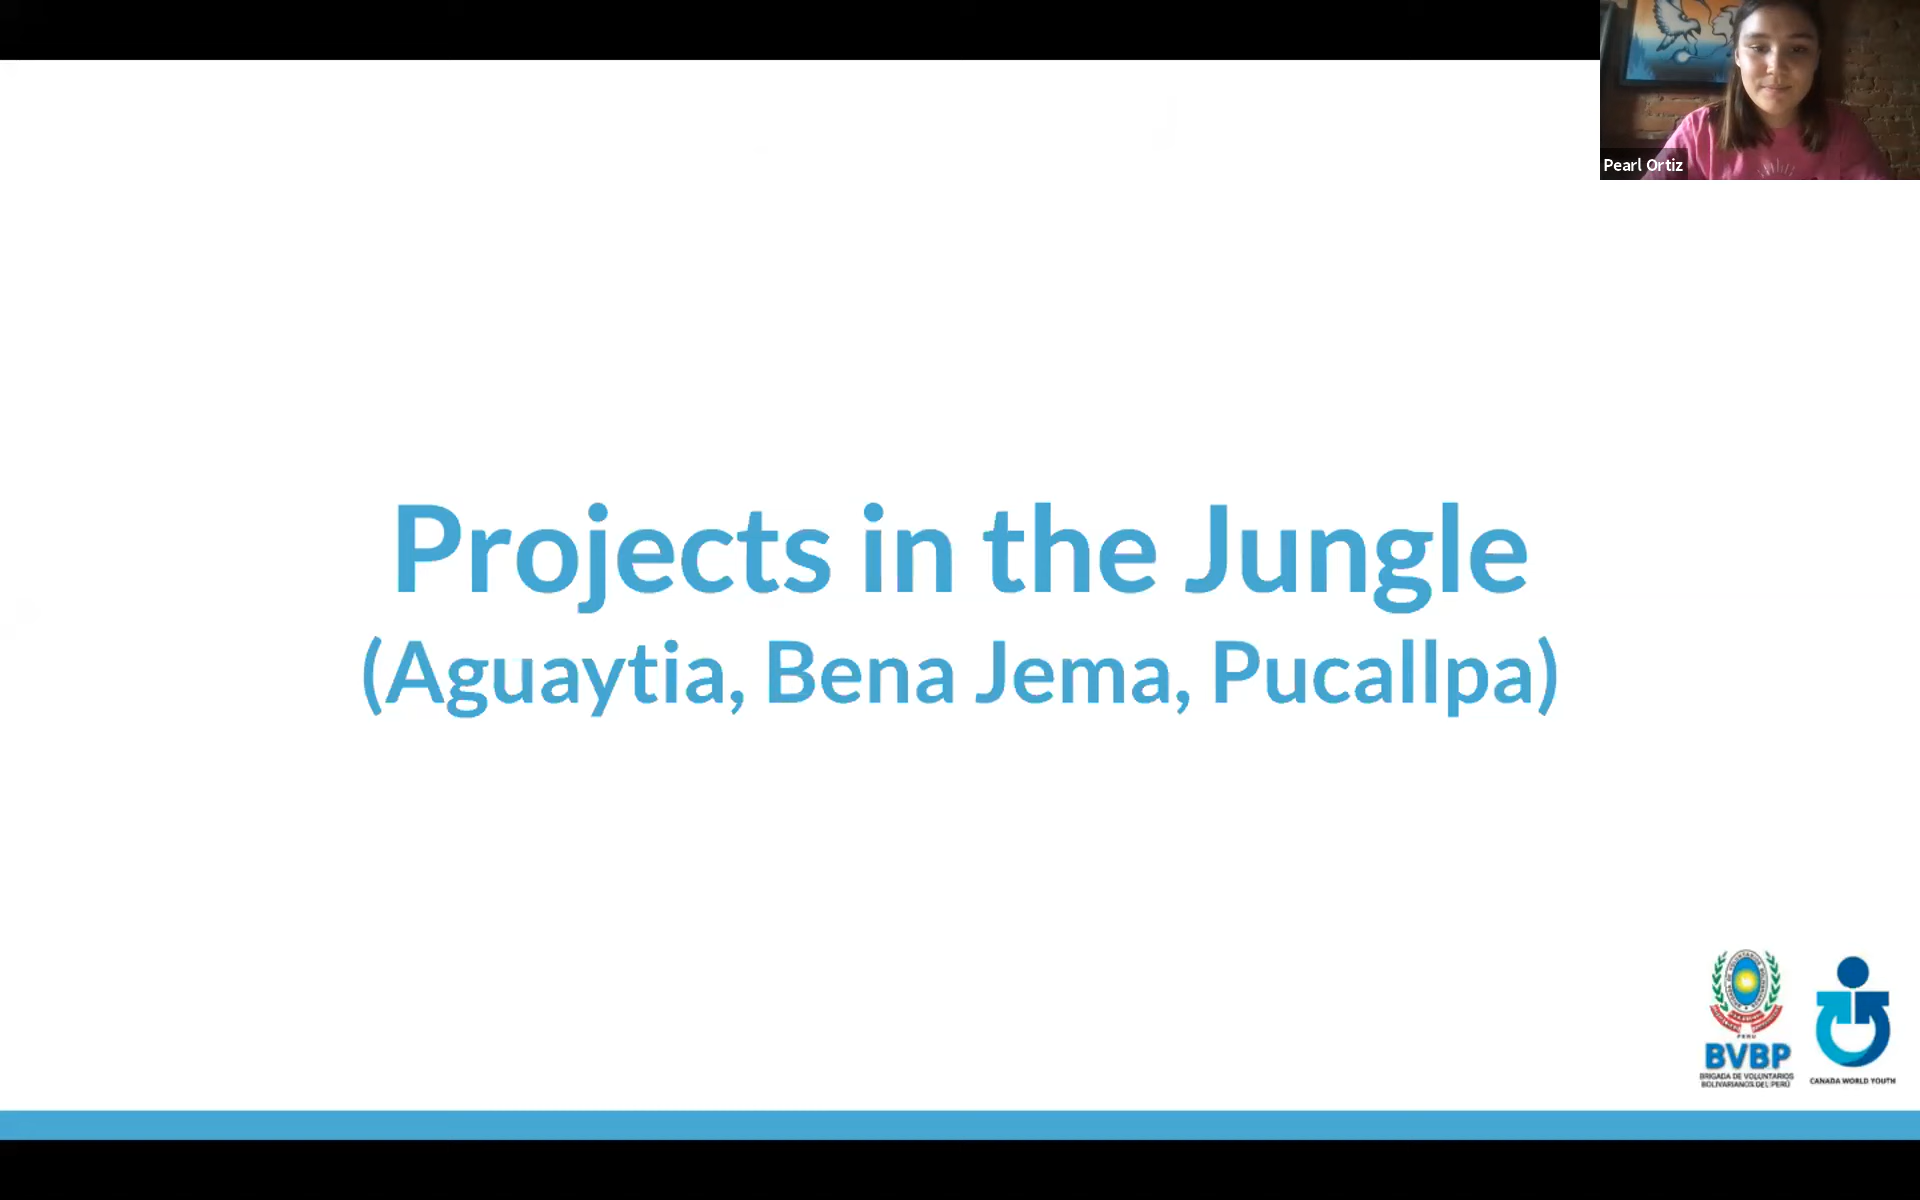 Pearl Ortiz
Projects in the Jungle
(Aguaytia, Bena Jema, Pucallpa)
PERÚ
BVBP
BRIGADA DE VOLUNTARIOS
BOLIVARIANOS DEL PERÚ
CANADA WORLD YOUTH